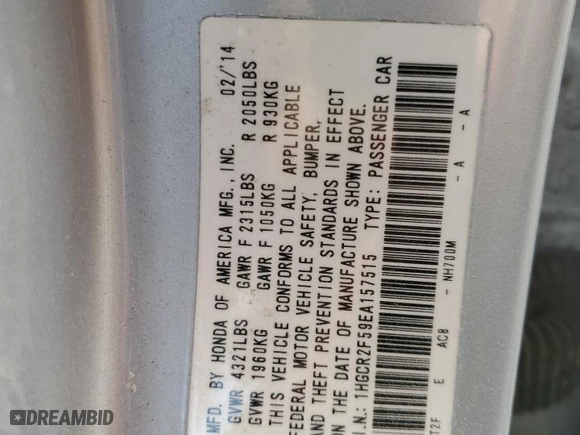 MFD. BY HONDA OF AMERICA MFG., INC. 02/'14
GVWR 4321LBS GAWR F 2315LBS R 2050LBS
GVWR 1960KG GAWR F 1050KG R 930KG
THIS VEHICLE CONFORMS TO ALL APPLICABLE
FEDERAL MOTOR VEHICLE SAFETY, BUMPER,
AND THEFT PREVENTION STANDARDS IN EFFECT
ON THE DATE OF MANUFACTURE SHOWN ABOVE.
I.N.: 1HGCR2F59EA157515 TYPE: PASSENGER CAR
T2F E AC8 - NH700M - A - A
DREAMBID